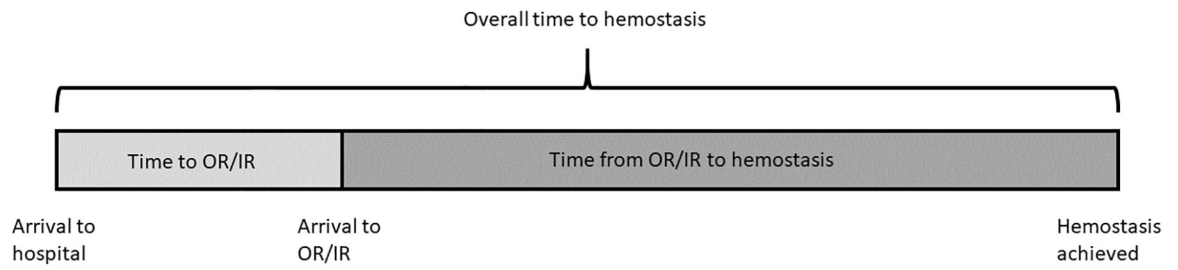 Overall time to hemostasis
Time to OR/IR
Time from OR/IR to hemostasis
Arrival to
hospital
Arrival to
OR/IR
Hemostasis
achieved